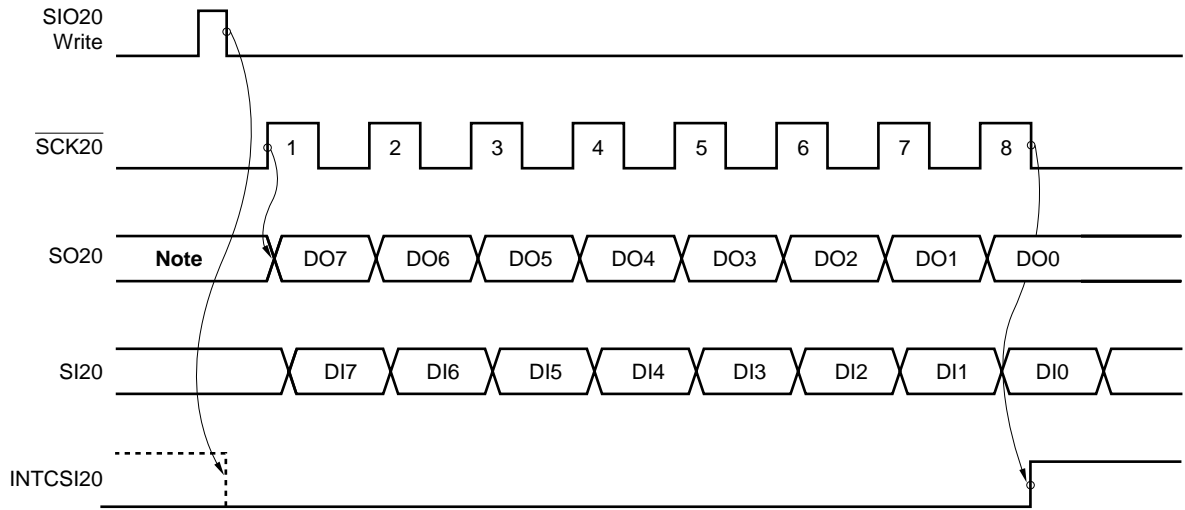 SIO20
Write
SCK20
1 2 3 4 5 6 7 8
SO20
Note DO7 DO6 DO5 DO4 DO3 DO2 DO1 DO0
SI20
DI7 DI6 DI5 DI4 DI3 DI2 DI1 DI0
INTCSI20